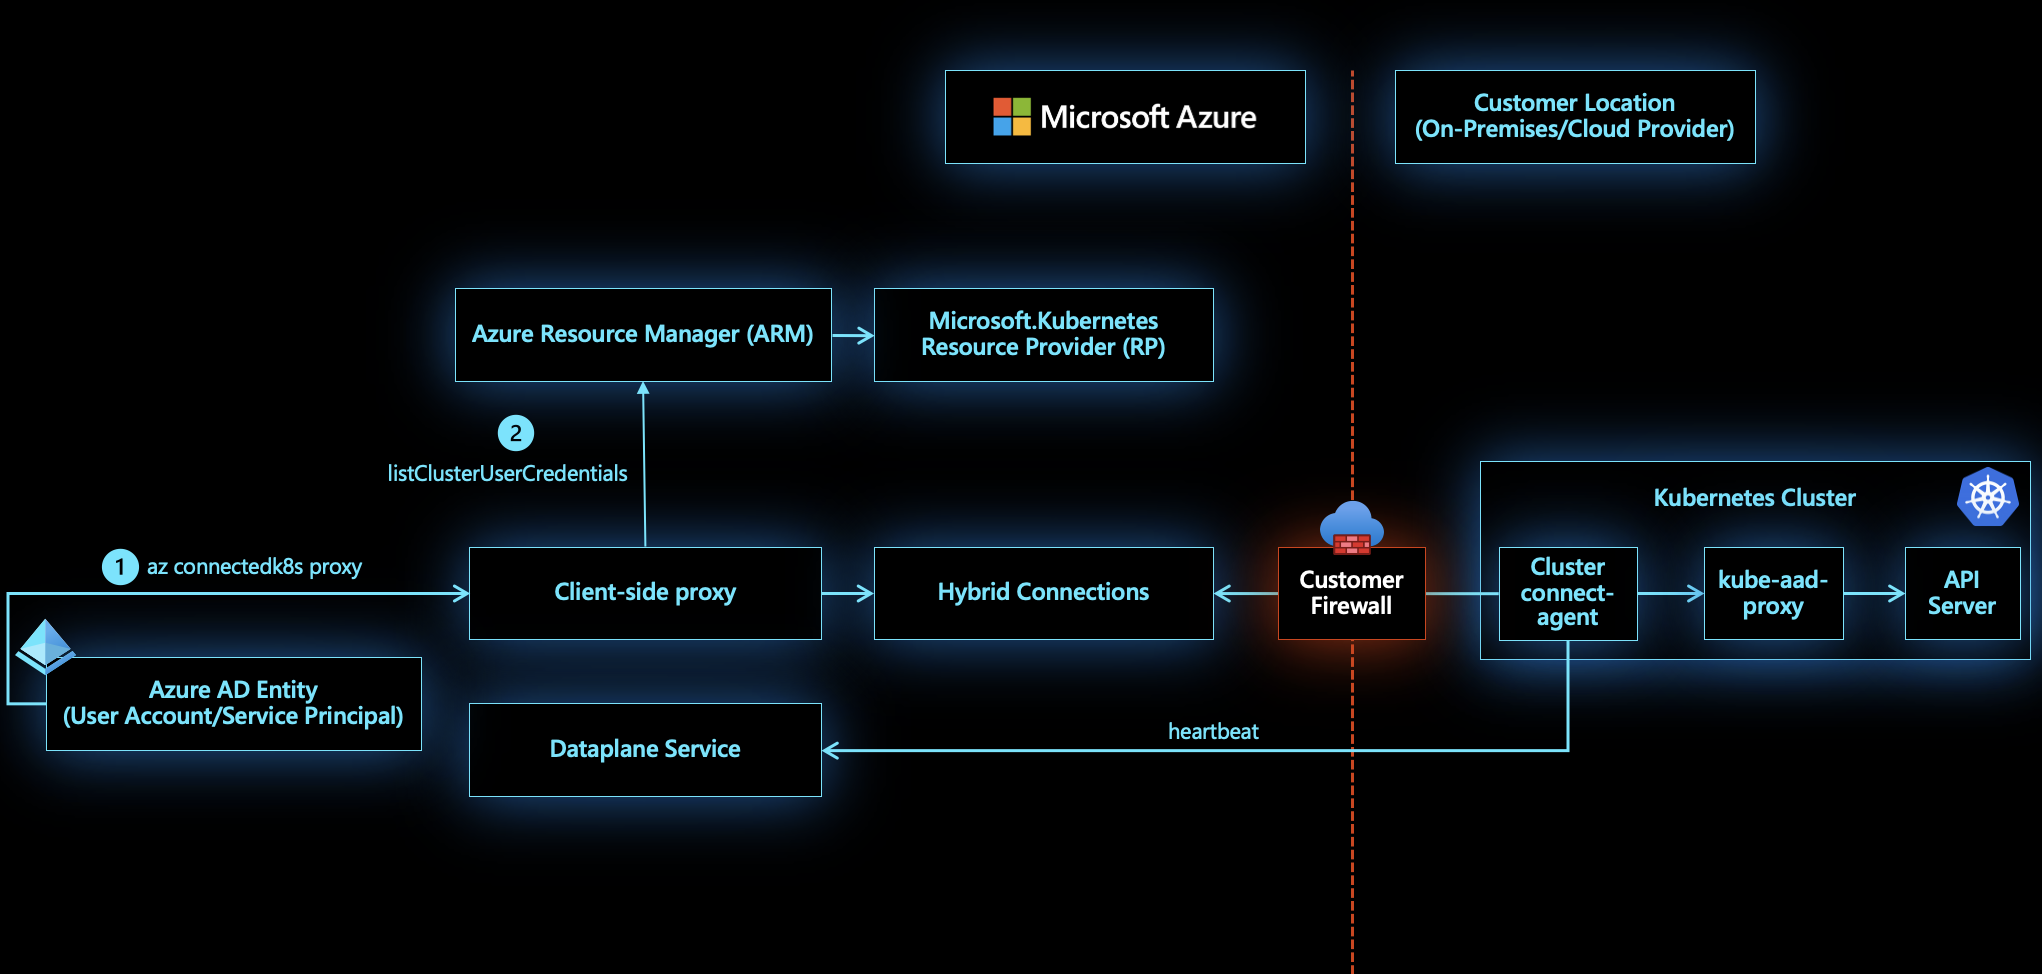 Microsoft Azure
Customer Location
(On-Premises/Cloud Provider)
Azure Resource Manager (ARM)
Microsoft.Kubernetes
Resource Provider (RP)
2
listClusterUserCredentials
Kubernetes Cluster
1
az connectedk8s proxy
Client-side proxy
Hybrid Connections
Customer
Firewall
Cluster
connect-
agent
kube-aad-
proxy
API
Server
Azure AD Entity
(User Account/Service Principal)
Dataplane Service
heartbeat